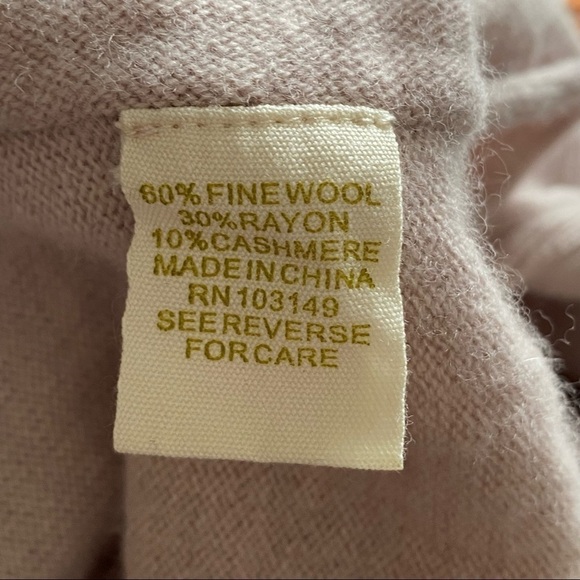 60% FINE WOOL
30% RAYON
10% CASHMERE
MADE IN CHINA
RN 103149
SEE REVERSE
FOR CARE